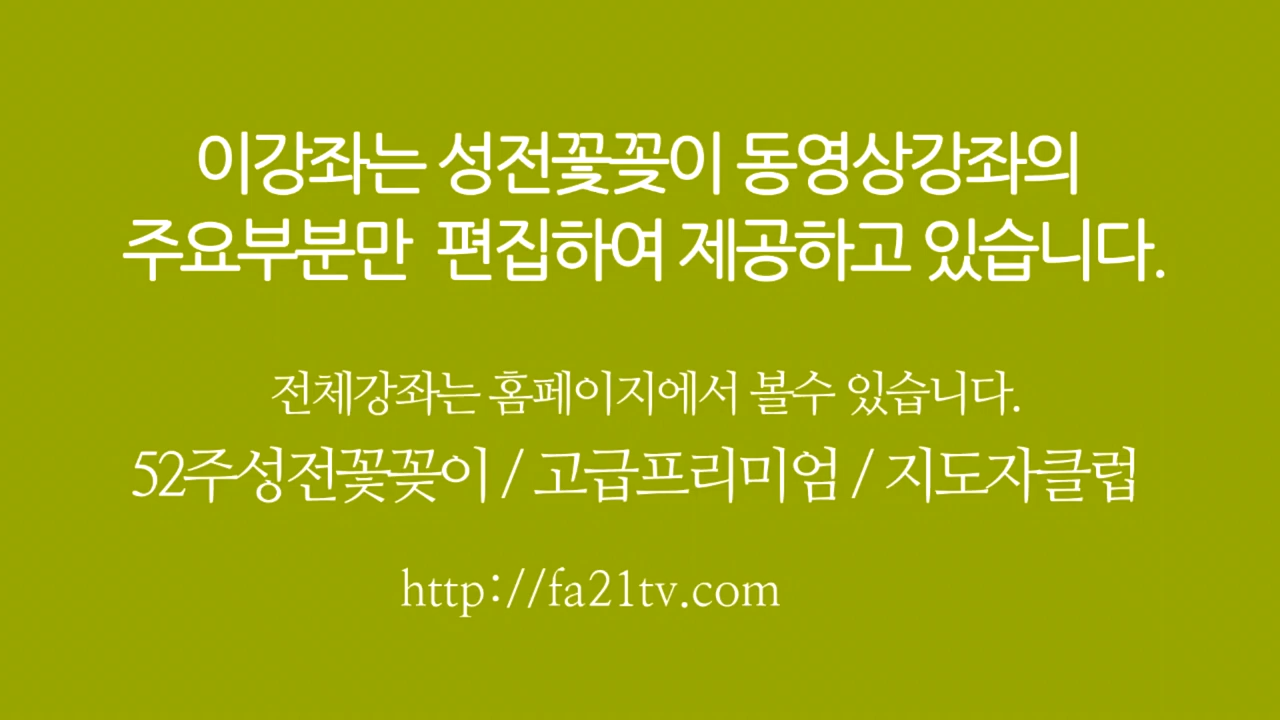 이강좌는 성전꽃꽂이 동영상강좌의
주요부분만 편집하여 제공하고 있습니다.
전체강좌는 홈페이지에서 볼수 있습니다.
52주성전꽃꽂이 / 고급프리미엄 / 지도자클럽
http://fa21tv.com